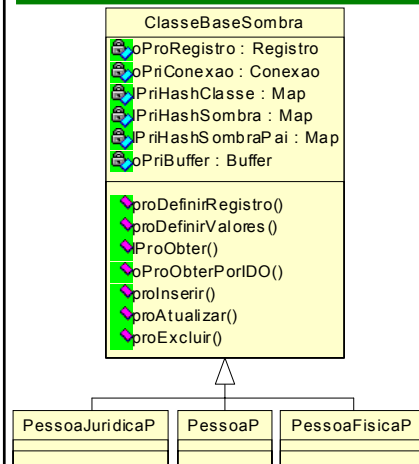 ClasseBaseSombra
oProRegistro : Registro
oPriConexao : Conexao
lPriHashClasse : Map
lPriHashSombra : Map
lPriHashSombraPai : Map
oPriBuffer : Buffer
proDefinirRegistro()
proDefinirValores()
lProObter()
oProObterPorIDO()
proInserir()
proAtualizar()
proExcluir()
PessoaJuridicaP PessoaP PessoaFisicaP